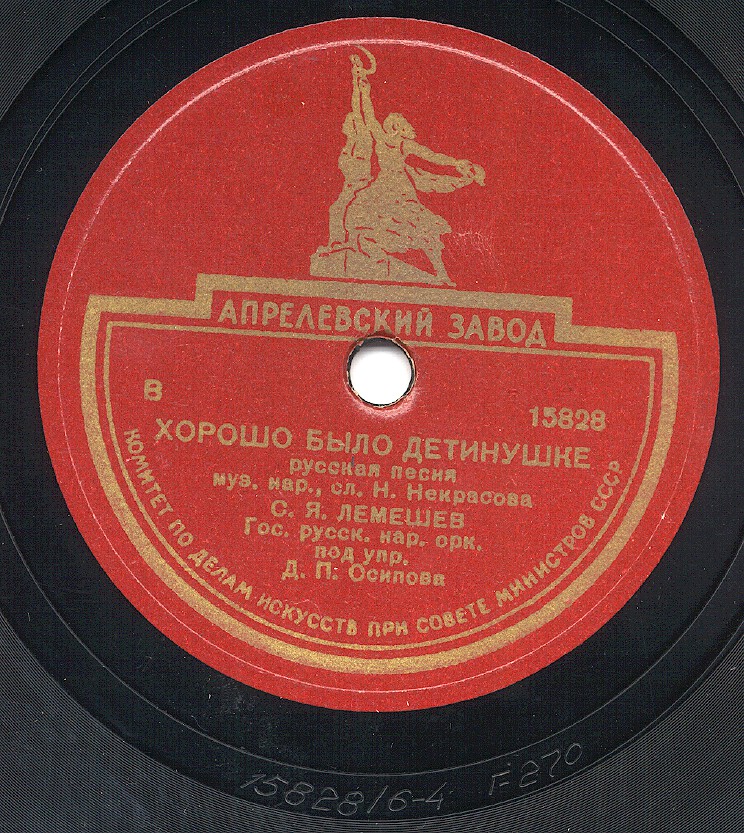 АПРЕЛЕВСКИЙ ЗАВОД
В
15828
ХОРОШО БЫЛО ДЕТИНУШКЕ
русская песня
муз. нар., сл. Н. Некрасова
С. Я. ЛЕМЕШЕВ
Гос. русск. нар. орк.
под упр.
Д. П. Осипова
КОМИТЕТ ПО ДЕЛАМ ИСКУССТВ ПРИ СОВЕТЕ МИНИСТРОВ СССР
15828/6-4 F270